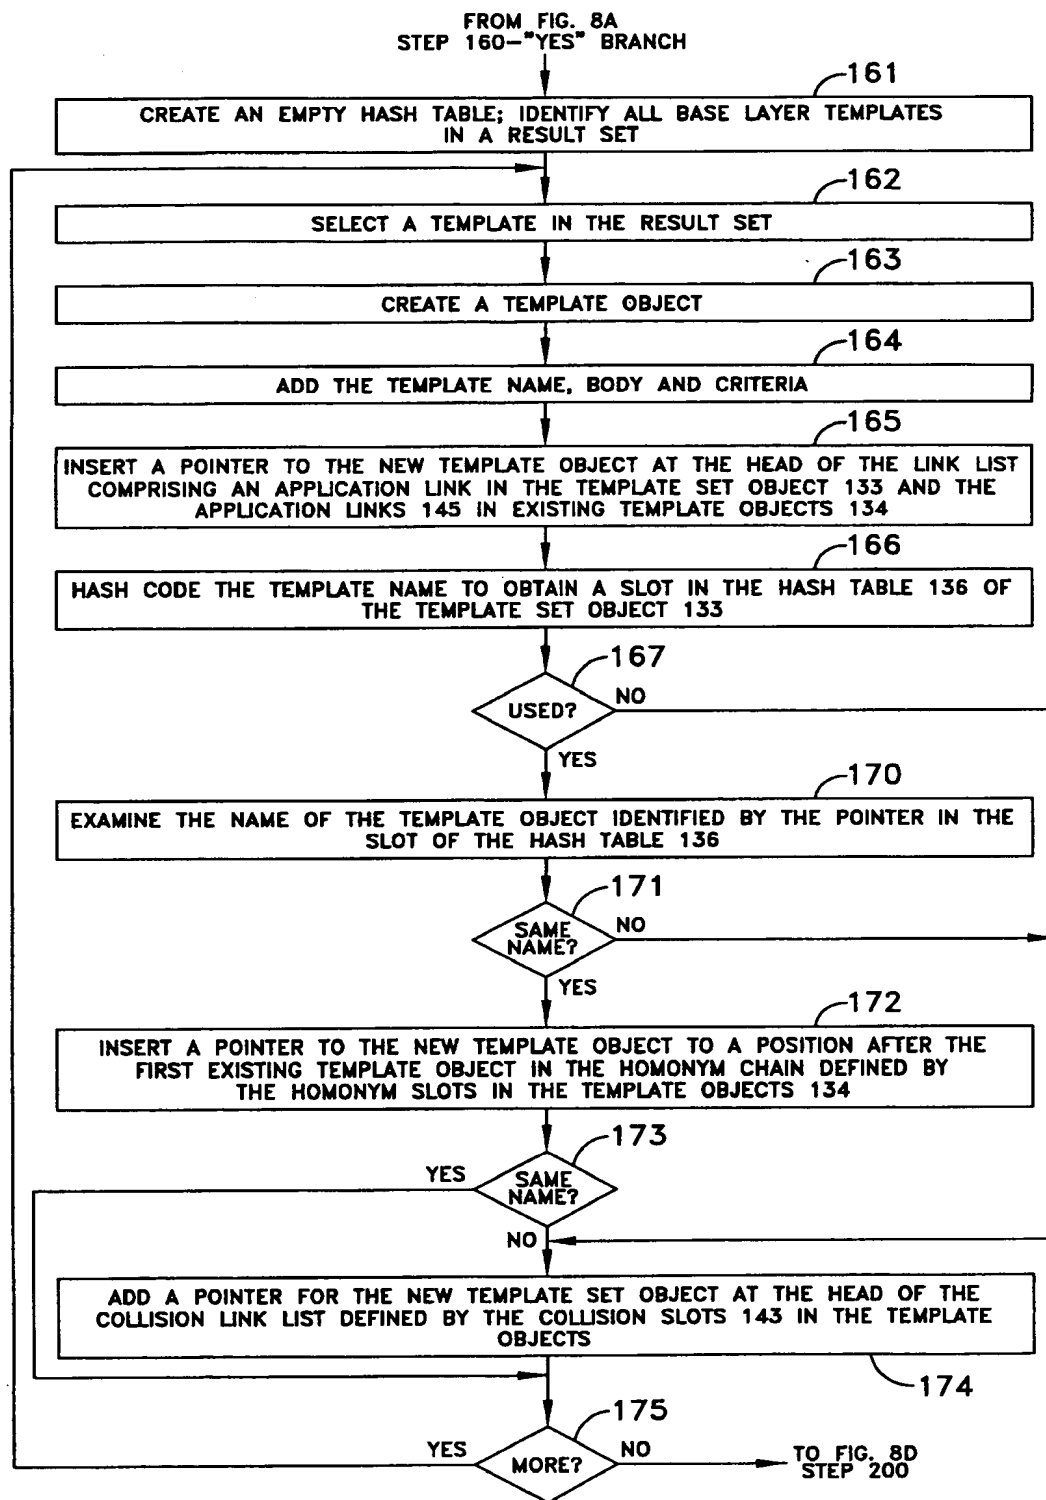 FROM FIG. 8A
STEP 160-"YES" BRANCH
161
CREATE AN EMPTY HASH TABLE; IDENTIFY ALL BASE LAYER TEMPLATES
IN A RESULT SET
162
SELECT A TEMPLATE IN THE RESULT SET
163
CREATE A TEMPLATE OBJECT
164
ADD THE TEMPLATE NAME, BODY AND CRITERIA
165
INSERT A POINTER TO THE NEW TEMPLATE OBJECT AT THE HEAD OF THE LINK LIST
COMPRISING AN APPLICATION LINK IN THE TEMPLATE SET OBJECT 133 AND THE
APPLICATION LINKS 145 IN EXISTING TEMPLATE OBJECTS 134
166
HASH CODE THE TEMPLATE NAME TO OBTAIN A SLOT IN THE HASH TABLE 136 OF
THE TEMPLATE SET OBJECT 133
167
USED?
NO
YES
170
EXAMINE THE NAME OF THE TEMPLATE OBJECT IDENTIFIED BY THE POINTER IN THE
SLOT OF THE HASH TABLE 136
171
SAME
NAME?
NO
YES
172
INSERT A POINTER TO THE NEW TEMPLATE OBJECT TO A POSITION AFTER THE
FIRST EXISTING TEMPLATE OBJECT IN THE HOMONYM CHAIN DEFINED BY
THE HOMONYM SLOTS IN THE TEMPLATE OBJECTS 134
173
YES
SAME
NAME?
NO
ADD A POINTER FOR THE NEW TEMPLATE SET OBJECT AT THE HEAD OF THE
COLLISION LINK LIST DEFINED BY THE COLLISION SLOTS 143 IN THE TEMPLATE
OBJECTS
174
175
YES
MORE?
NO
TO FIG. 8D
STEP 200